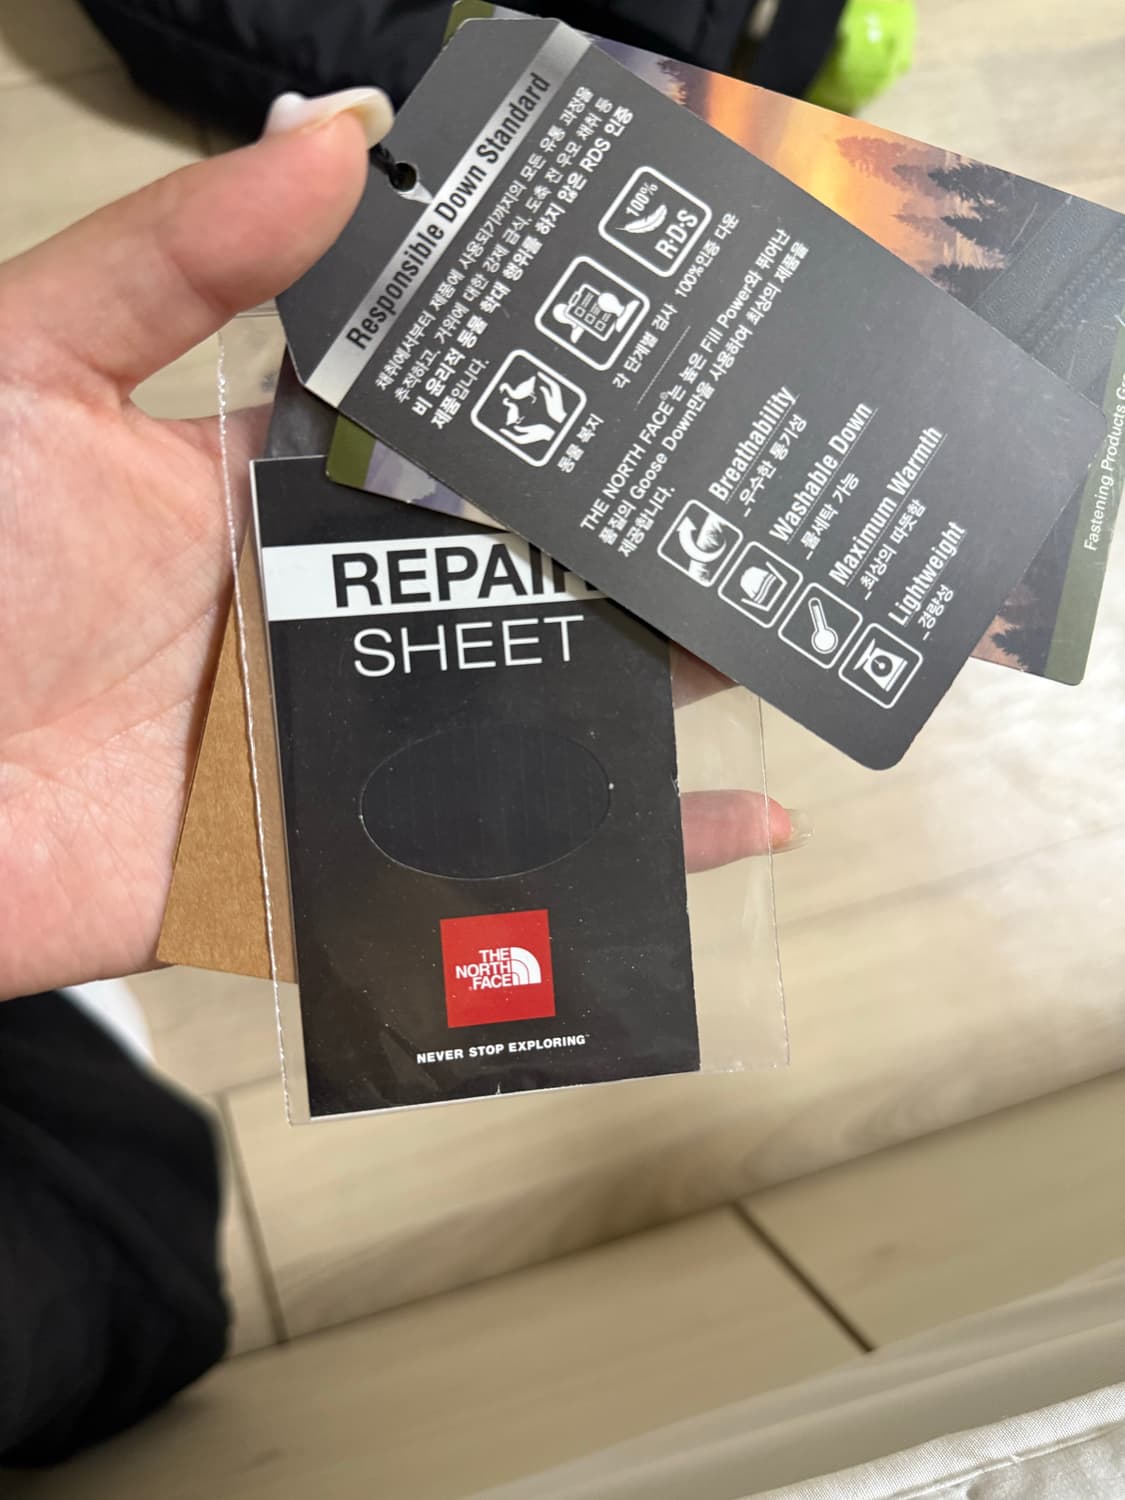 Responsible Down Standard
채취에서부터 제품에 사용되기까지의 모든 유통 과정을
추적하고, 거위에 대한 강제 급식, 도축 전 우모 채취 등
비 윤리적 동물 학대 행위를 하지 않은 RDS 인증
제품입니다.
동물 복지
각 단계별 검사
100%
R·D·S
100%인증 다운
THE NORTH FACE®는 높은 Fill Power와 뛰어난
품질의 Goose Down만을 사용하여 최상의 제품을
제공합니다.
Breathability
_우수한 통기성
Washable Down
_물세탁 가능
Maximum Warmth
_최상의 따뜻함
Lightweight
_경량성
Fastening Products
REPAIR
SHEET
THE
NORTH
FACE
NEVER STOP EXPLORING™